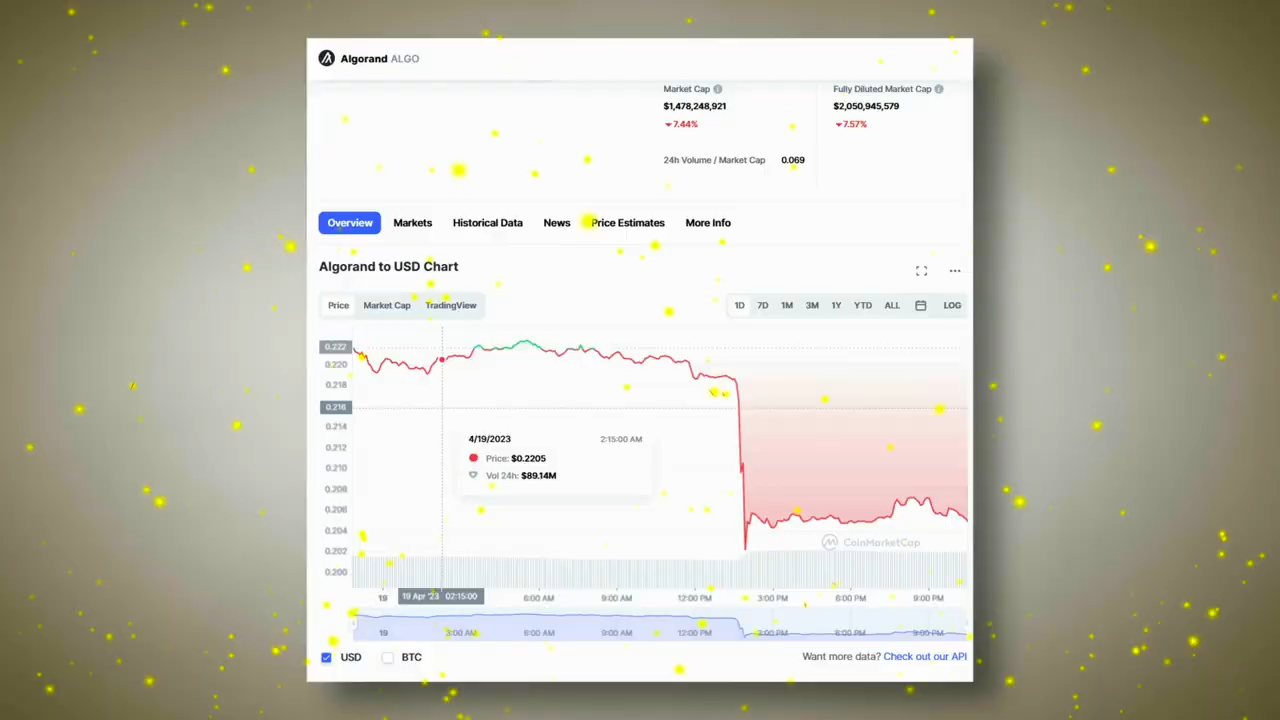 Algorand ALGO
Market Cap Fully Diluted Market Cap
$1,478,248,921 $2,050,945,579
7.44% 7.57%
24h Volume / Market Cap 0.069
Overview Markets Historical Data News Price Estimates More Info
Algorand to USD Chart
Price Market Cap TradingView 1D 7D 1M 3M 1Y YTD ALL LOG
0.222
0.220
0.218
0.216
0.214
0.212
0.210
0.208
0.206
0.204
0.202
0.200
4/19/2023 2:15:00 AM
Price: $0.2205
Vol 24h: $89.14M
CoinMarketCap
19 19 Apr '23 02:15:00 6:00 AM 9:00 AM 12:00 PM 3:00 PM 6:00 PM 9:00 PM
19 3:00 AM 6:00 AM 9:00 AM 12:00 PM 3:00 PM 6:00 PM 9:00 PM
USD BTC Want more data? Check out our API